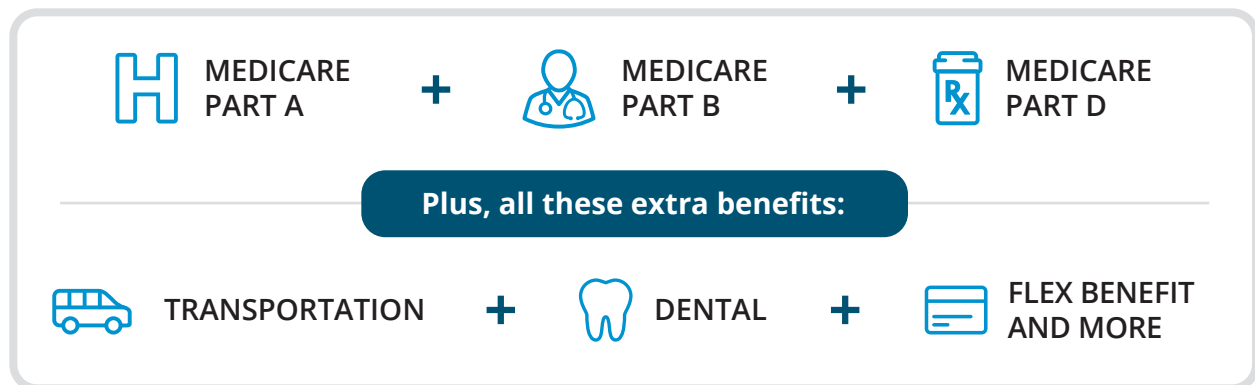 MEDICARE
PART A
+
MEDICARE
PART B
+
MEDICARE
PART D
Plus, all these extra benefits:
TRANSPORTATION
+
DENTAL
+
FLEX BENEFIT
AND MORE